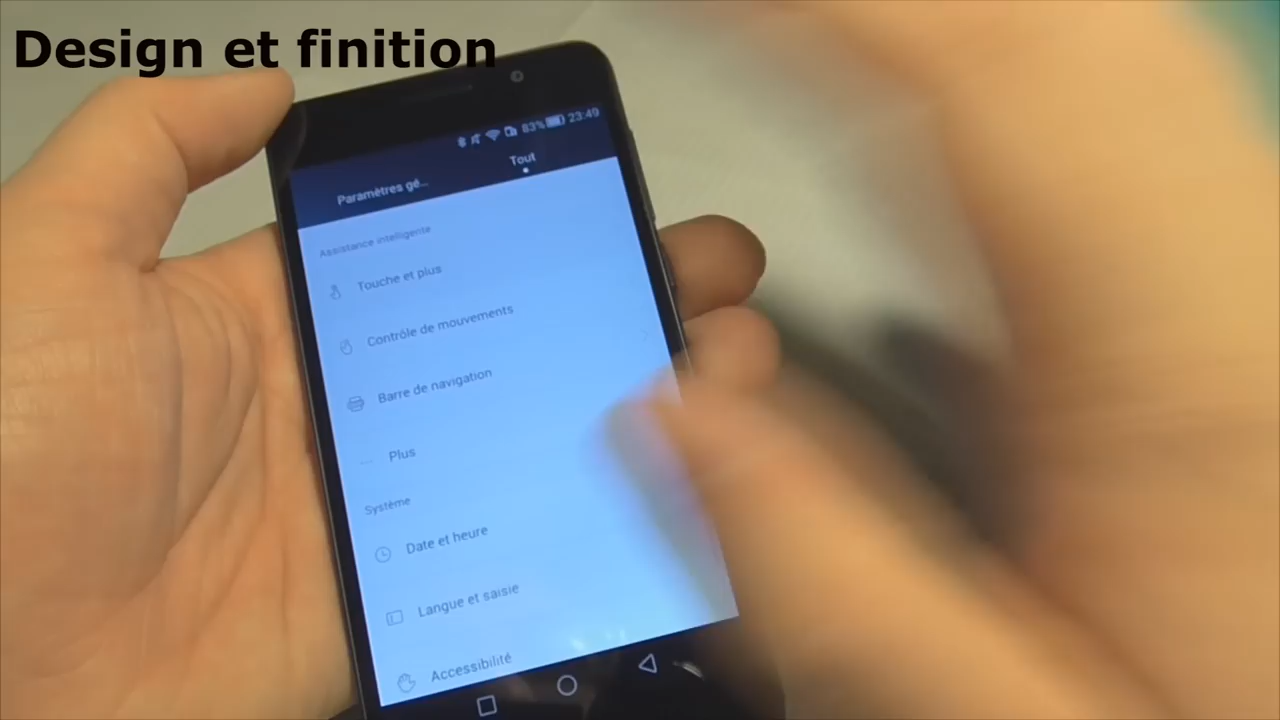 Design et finition
83% 23:49
Paramètres gé...
Tout
Assistance intelligente
Touche et plus
Contrôle de mouvements
Barre de navigation
Plus
Système
Date et heure
Langue et saisie
Accessibilité